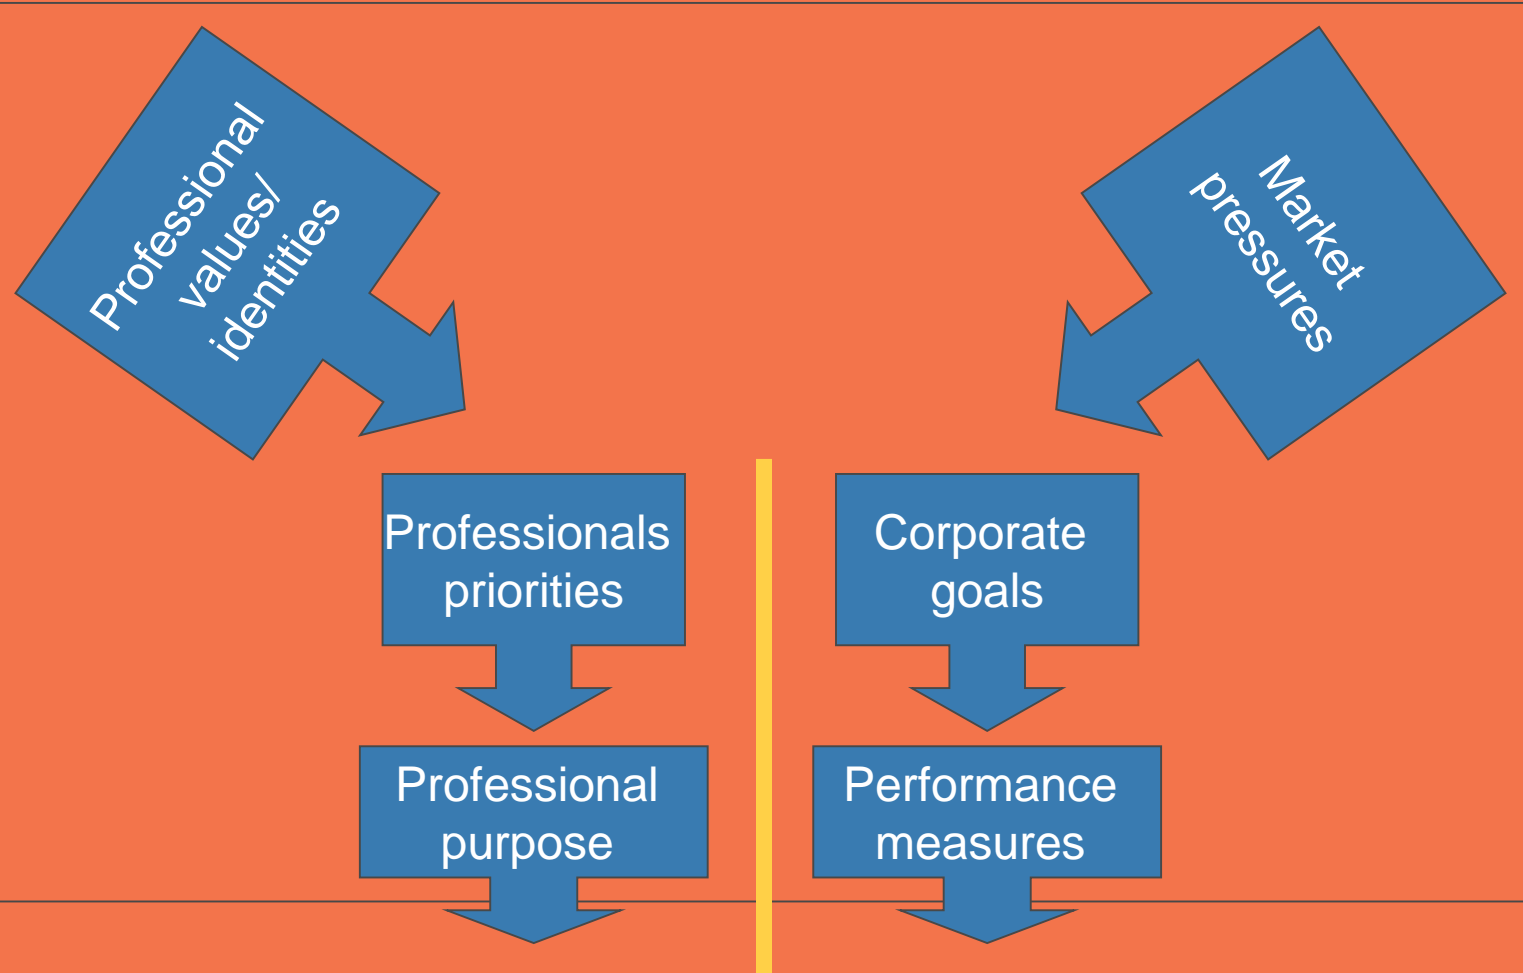 Professional
values/
identities
Market
pressures
Professionals
priorities
Corporate
goals
Professional
purpose
Performance
measures